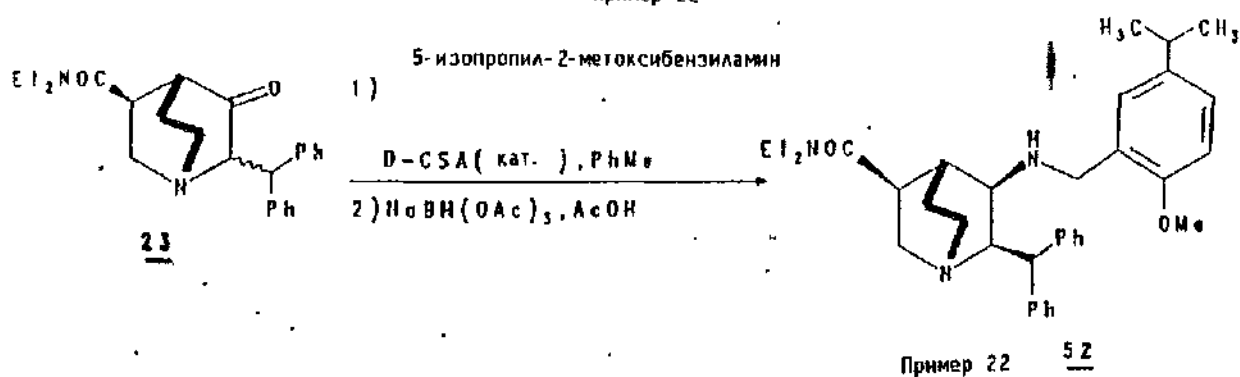 5-изопропил-2-метоксибензиламин
1)
D-CSA( кат. ), PhMe
2) NaBH(OAc)₃, AcOH
Et₂NOC
O
N
Ph
Ph
23
H₃C
CH₃
H
N
Et₂NOC
OMe
N
Ph
Ph
Пример 22 52